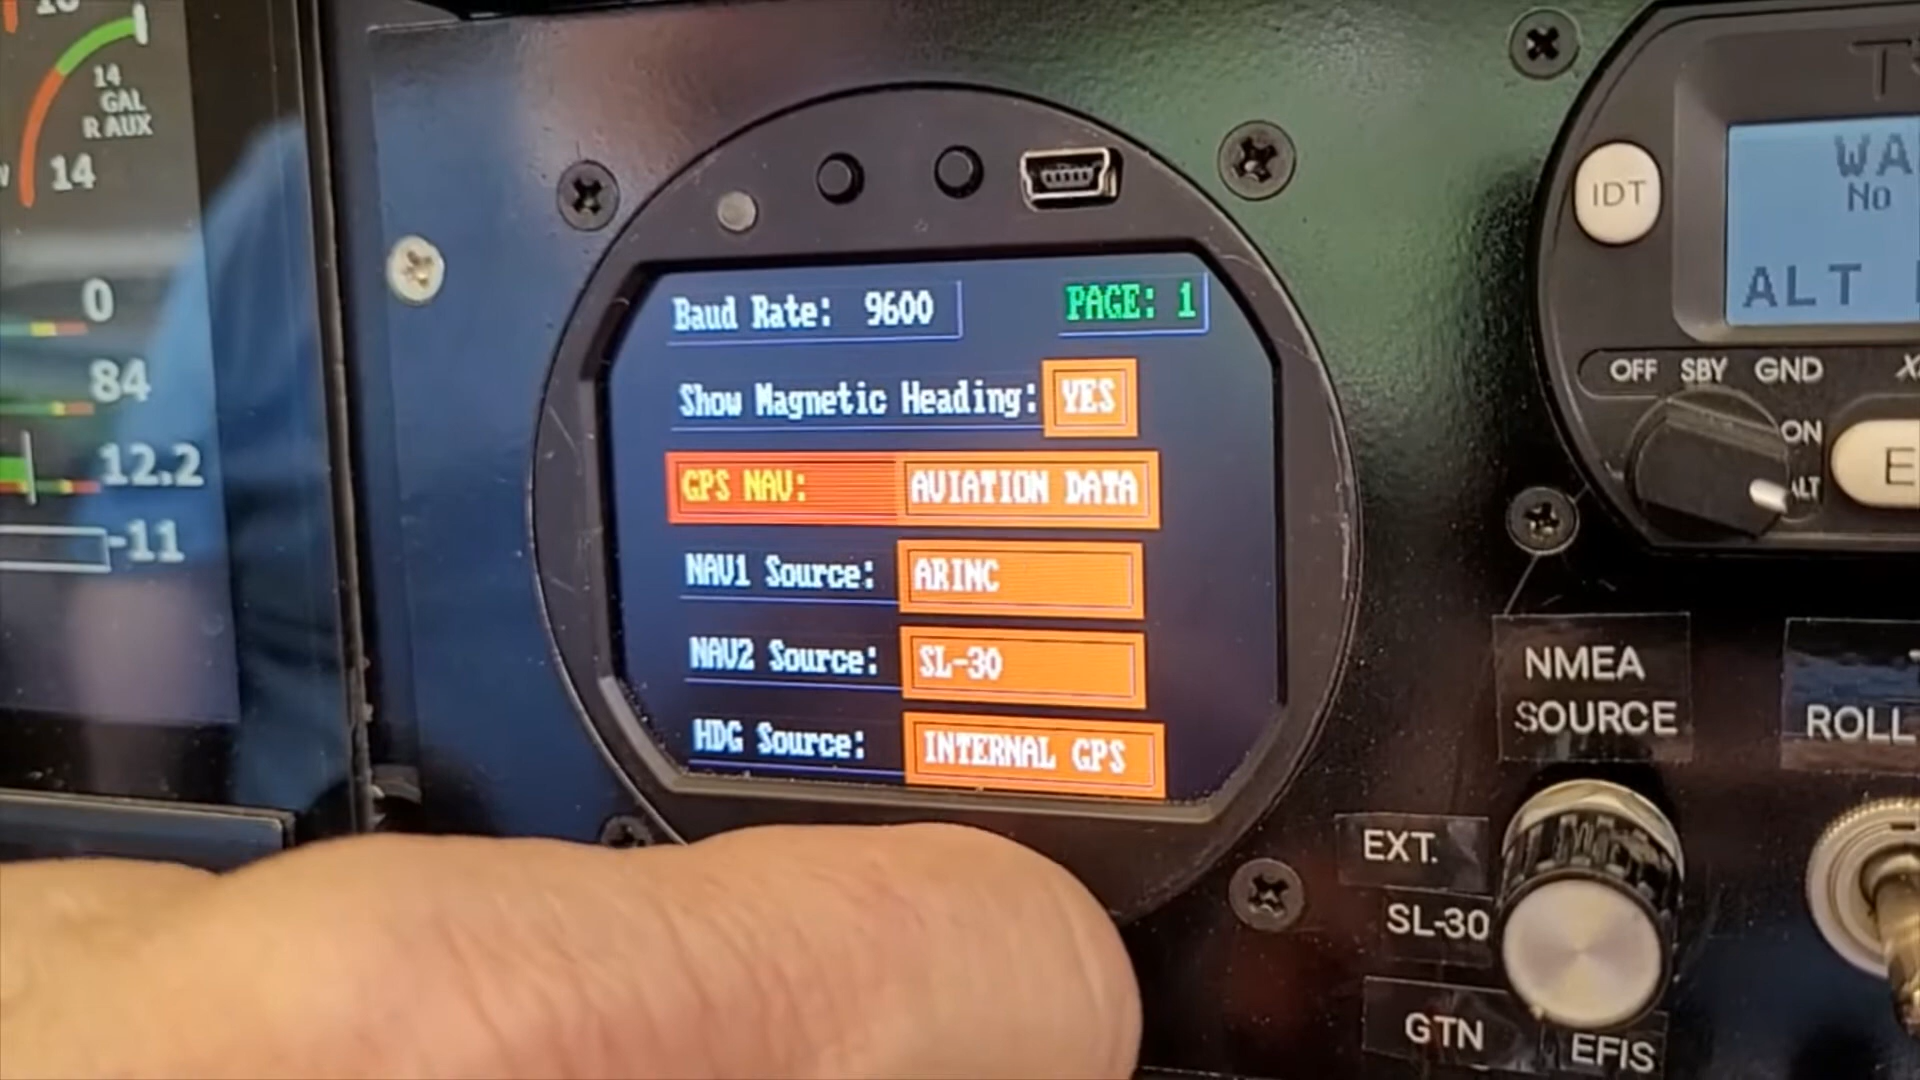 14
GAL
R AUX
14
0
84
12.2
-11
Baud Rate: 9600
PAGE: 1
Show Magnetic Heading: YES
GPS NAV: AVIATION DATA
NAV1 Source: ARINC
NAV2 Source: SL-30
HDG Source: INTERNAL GPS
IDT
No
ALT
OFF SBY GND
ON
ALT
NMEA
SOURCE
ROLL
EXT.
SL-30
GTN
EFIS